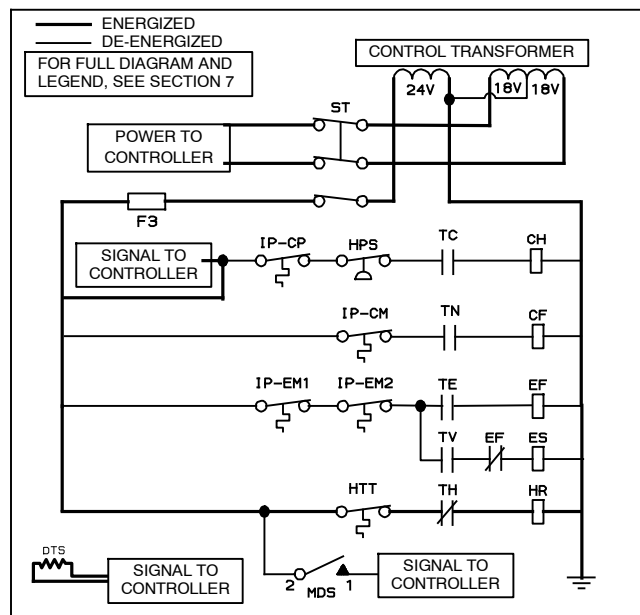 ENERGIZED
DE-ENERGIZED
FOR FULL DIAGRAM AND
LEGEND, SEE SECTION 7
CONTROL TRANSFORMER
24V
18V
18V
ST
POWER TO
CONTROLLER
F3
SIGNAL TO
CONTROLLER
IP-CP
HPS
TC
CH
IP-CM
TN
CF
IP-EM1
IP-EM2
TE
EF
TV
EF
ES
HTT
TH
HR
DTS
SIGNAL TO
CONTROLLER
2
MDS
1
SIGNAL TO
CONTROLLER